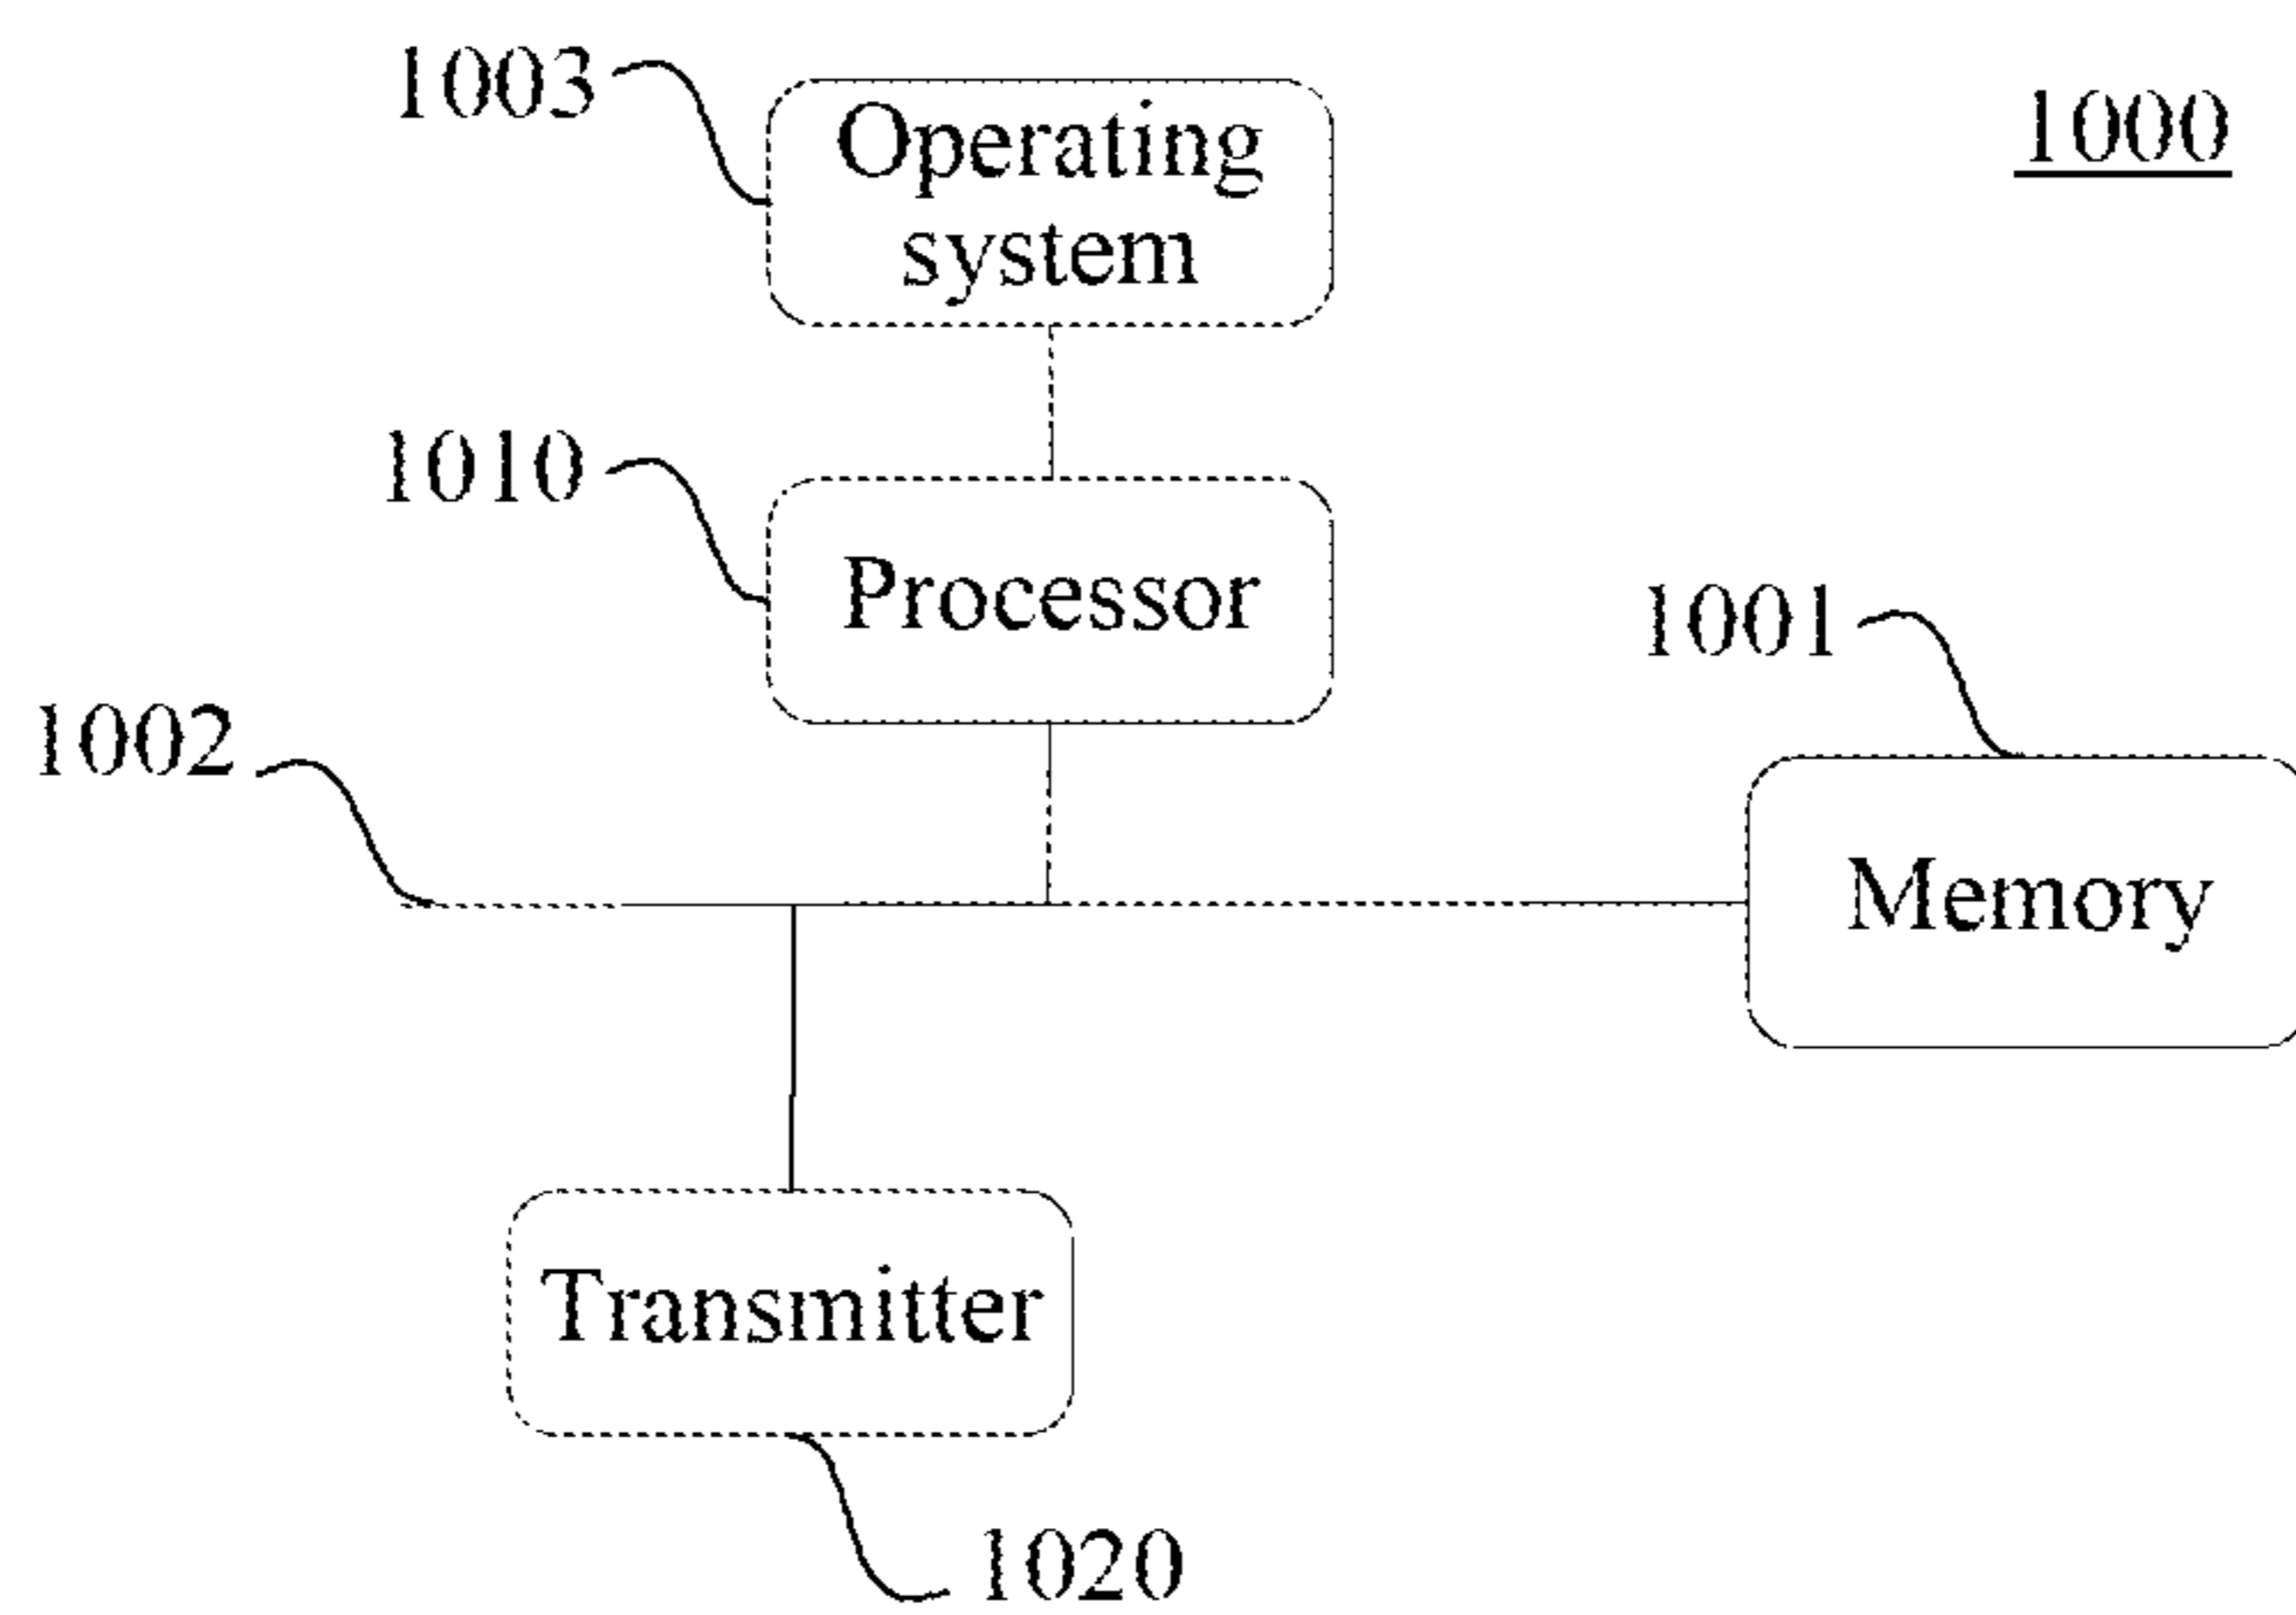 1003
Operating
system
1000
1010
Processor
1001
1002
Memory
Transmitter
1020